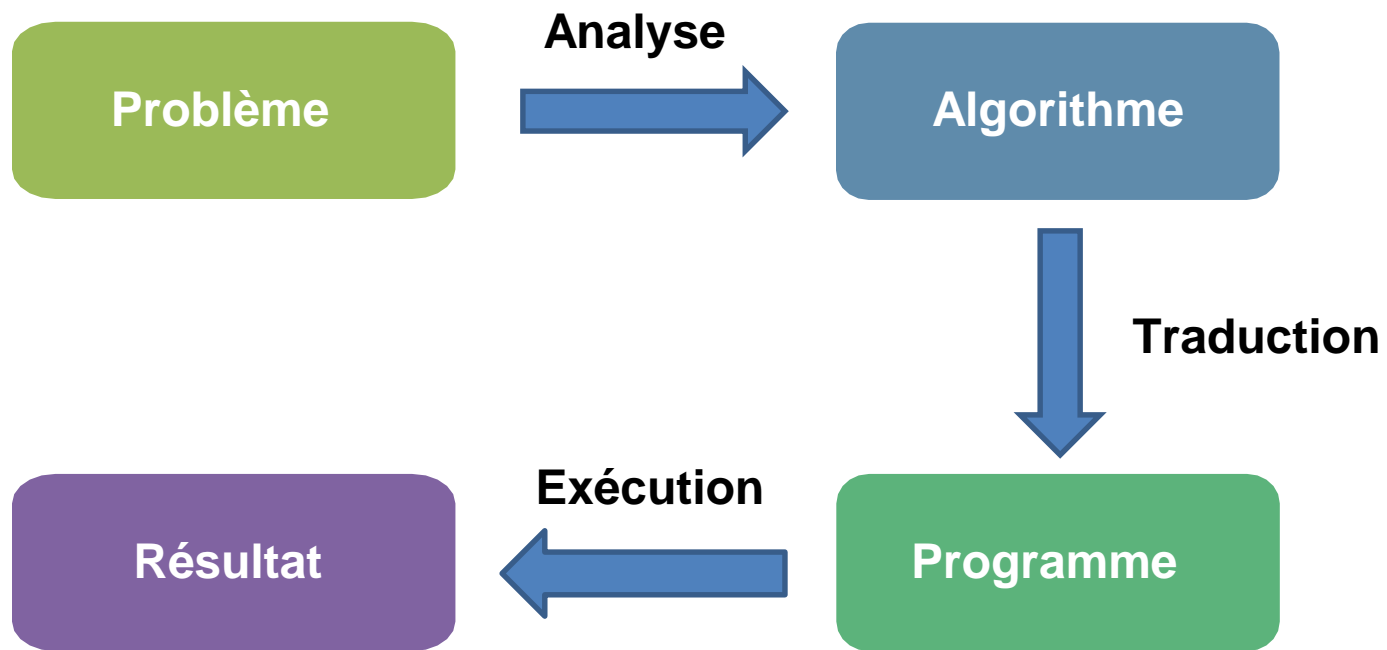 Analyse
Problème
Algorithme
Traduction
Exécution
Résultat
Programme